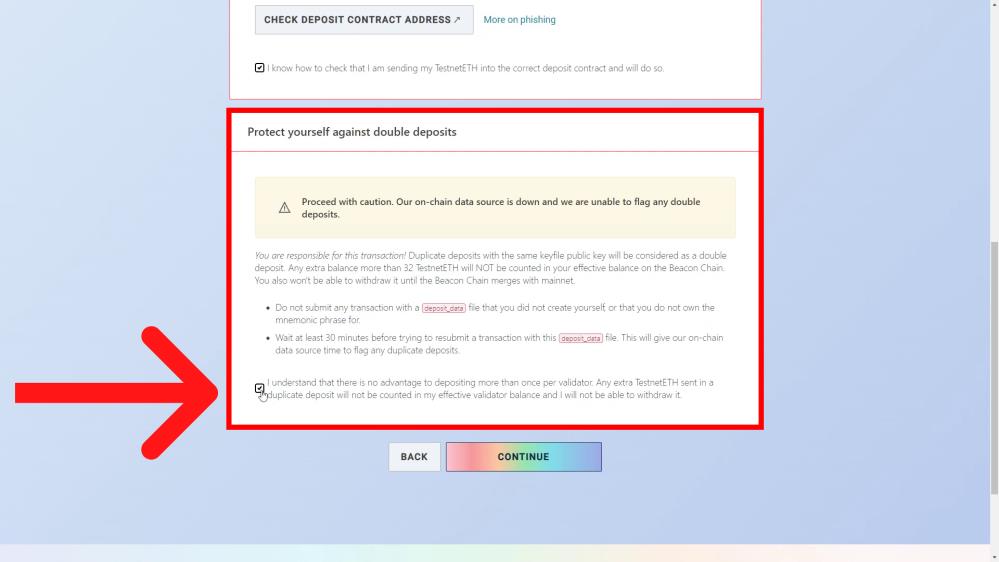 CHECK DEPOSIT CONTRACT ADDRESS ↗ More on phishing
I know how to check that I am sending my TestnetETH into the correct deposit contract and will do so.
Protect yourself against double deposits
Proceed with caution. Our on-chain data source is down and we are unable to flag any double
deposits.
You are responsible for this transaction! Duplicate deposits with the same keyfile public key will be considered as a double
deposit. Any extra balance more than 32 TestnetETH will NOT be counted in your effective balance on the Beacon Chain.
You also won't be able to withdraw it until the Beacon Chain merges with mainnet.
• Do not submit any transaction with a deposit_data file that you did not create yourself, or that you do not own the
mnemonic phrase for.
• Wait at least 30 minutes before trying to resubmit a transaction with this deposit_data file. This will give our on-chain
data source time to flag any duplicate deposits.
I understand that there is no advantage to depositing more than once per validator. Any extra TestnetETH sent in a
duplicate deposit will not be counted in my effective validator balance and I will not be able to withdraw it.
BACK CONTINUE